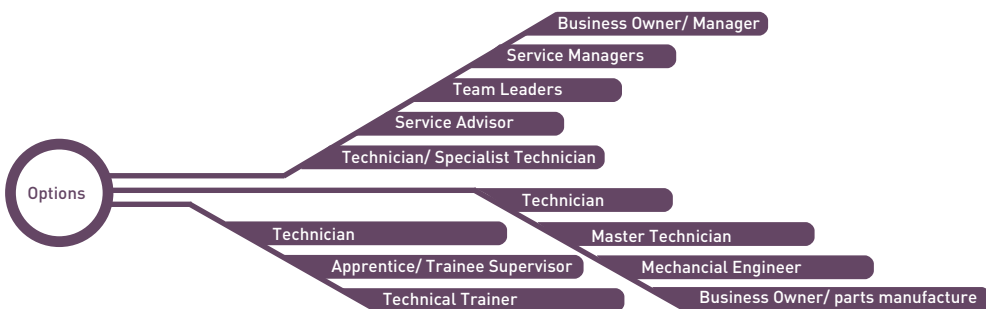 Business Owner/ Manager
Service Managers
Team Leaders
Service Advisor
Technician/ Specialist Technician
Options
Technician
Master Technician
Mechancial Engineer
Business Owner/ parts manufacture
Technician
Apprentice/ Trainee Supervisor
Technical Trainer